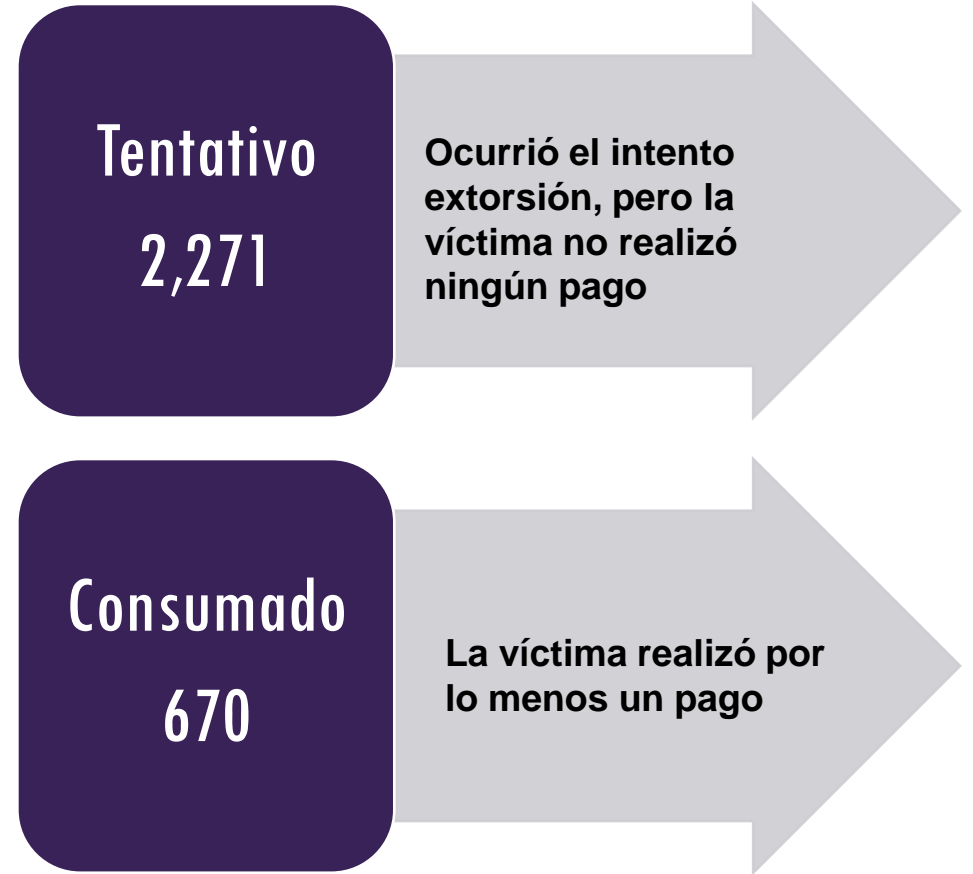 Tentativo
2,271
Ocurrió el intento
extorsión, pero la
víctima no realizó
ningún pago
Consumado
670
La víctima realizó por
lo menos un pago